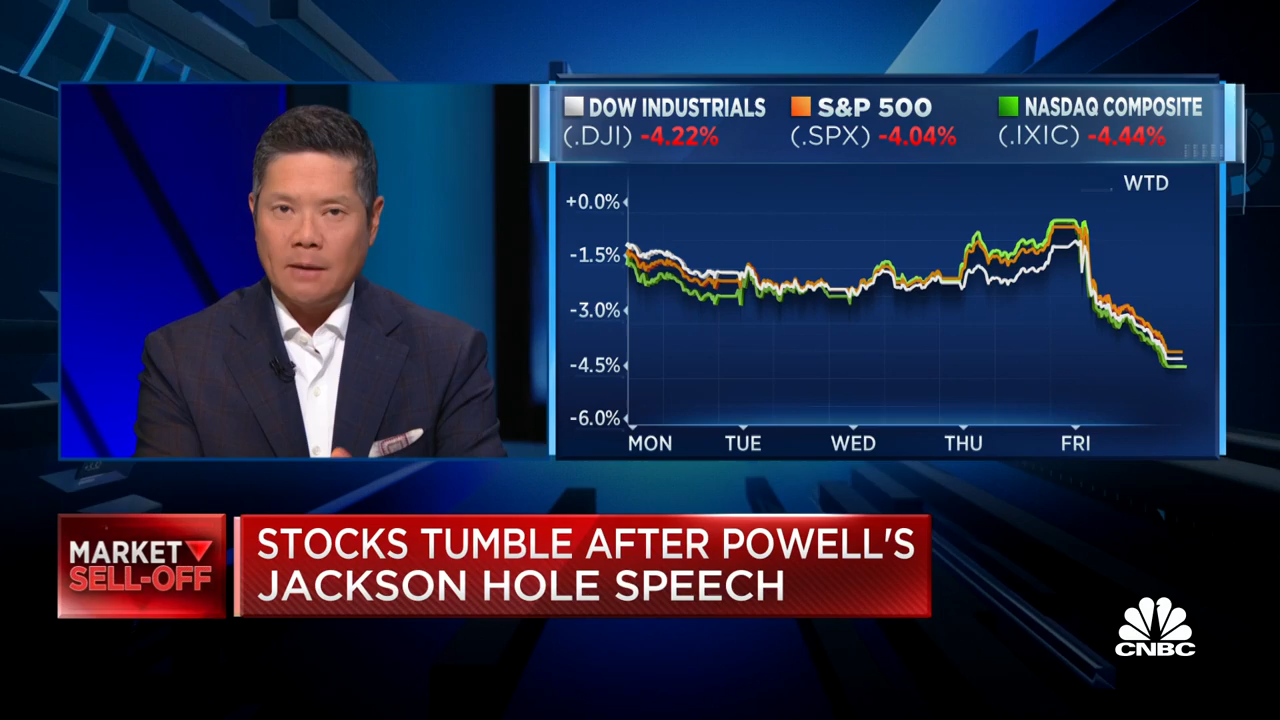 DOW INDUSTRIALS
(.DJI) -4.22%
S&P 500
(.SPX) -4.04%
NASDAQ COMPOSITE
(.IXIC) -4.44%
WTD
+0.0%
-1.5%
-3.0%
-4.5%
-6.0%
MON TUE WED THU FRI
MARKET
SELL-OFF
STOCKS TUMBLE AFTER POWELL'S
JACKSON HOLE SPEECH
CNBC